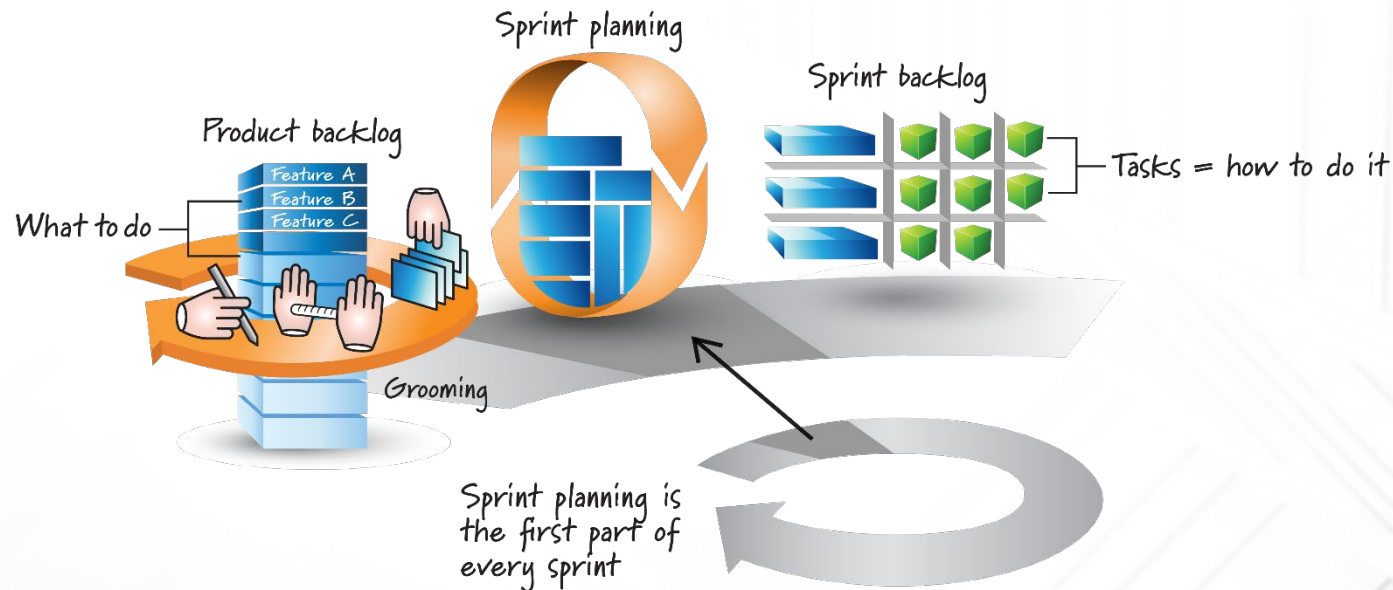 Sprint planning
Sprint backlog
Product backlog
Feature A
Feature B
Feature C
What to do
Tasks = how to do it
Grooming
Sprint planning is
the first part of
every sprint